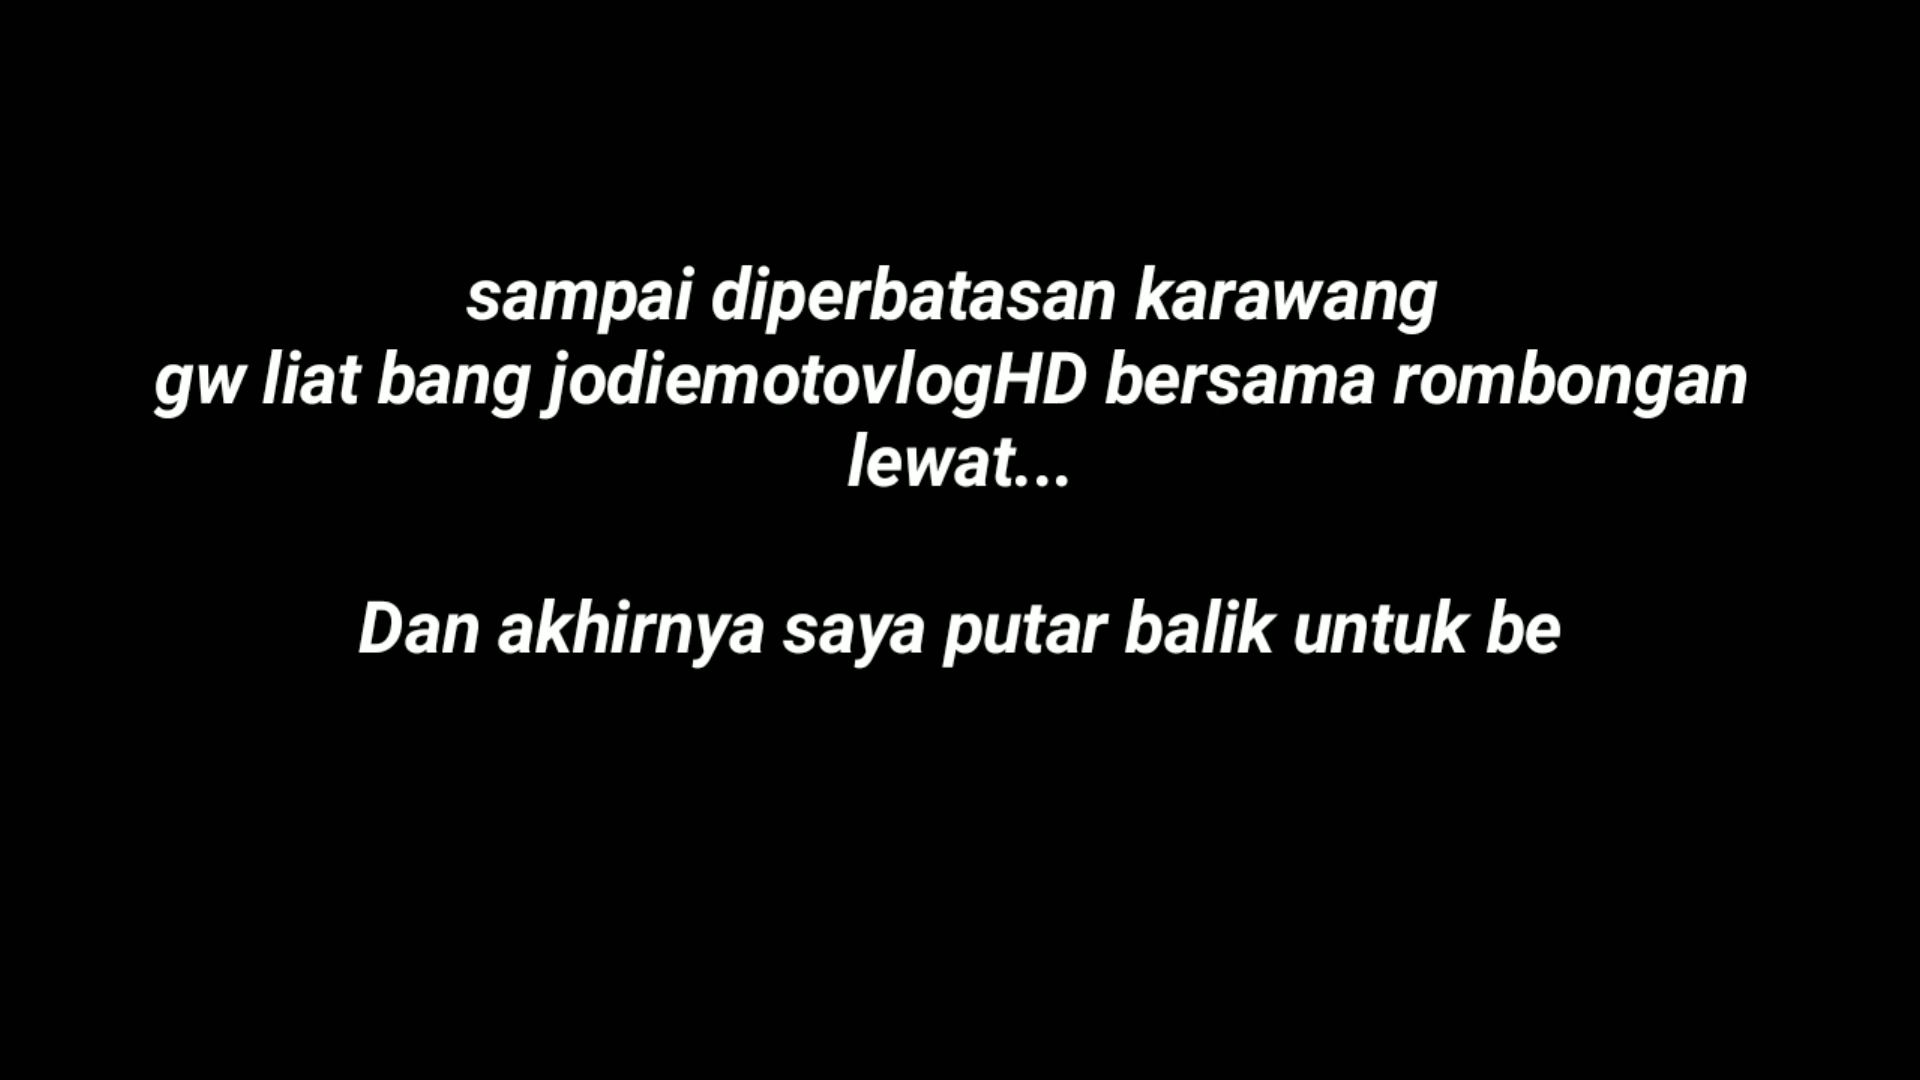 sampai diperbatasan karawang
gw liat bang jodiemotovlogHD bersama rombongan
lewat...
Dan akhirnya saya putar balik untuk be